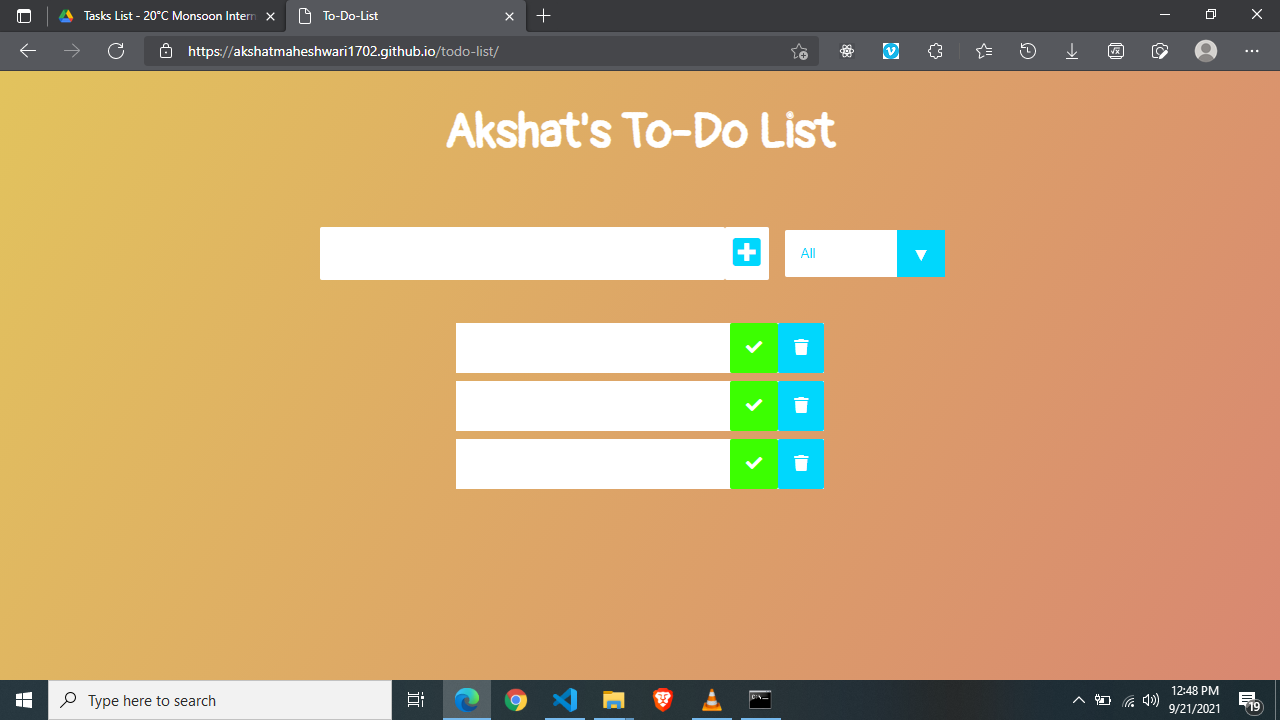 Tasks List - 20°C Monsoon Intern
To-Do-List
https://akshatmaheshwari1702.github.io/todo-list/
Akshat's To-Do List
All
Type here to search
12:48 PM
9/21/2021
19